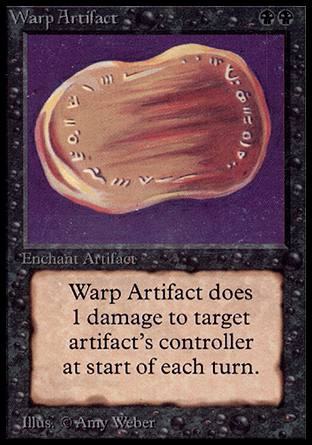 Warp Artifact
Enchant Artifact
Warp Artifact does
1 damage to target
artifact's controller
at start of each turn.
Illus. © Amy Weber